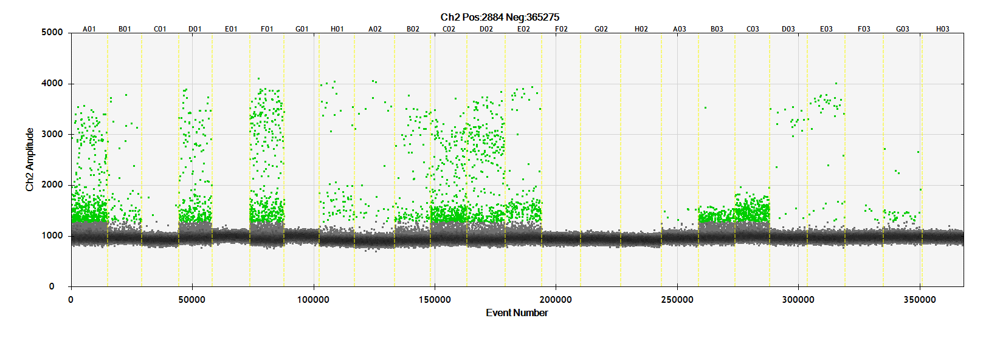 Ch2 Pos:2884 Neg:365275
A01 B01 C01 D01 E01 F01 G01 H01 A02 B02 C02 D02 E02 F02 G02 H02 A03 B03 C03 D03 E03 F03 G03 H03
5000
4000
3000
2000
1000
0
Ch2 Amplitude
0 50000 100000 150000 200000 250000 300000 350000
Event Number